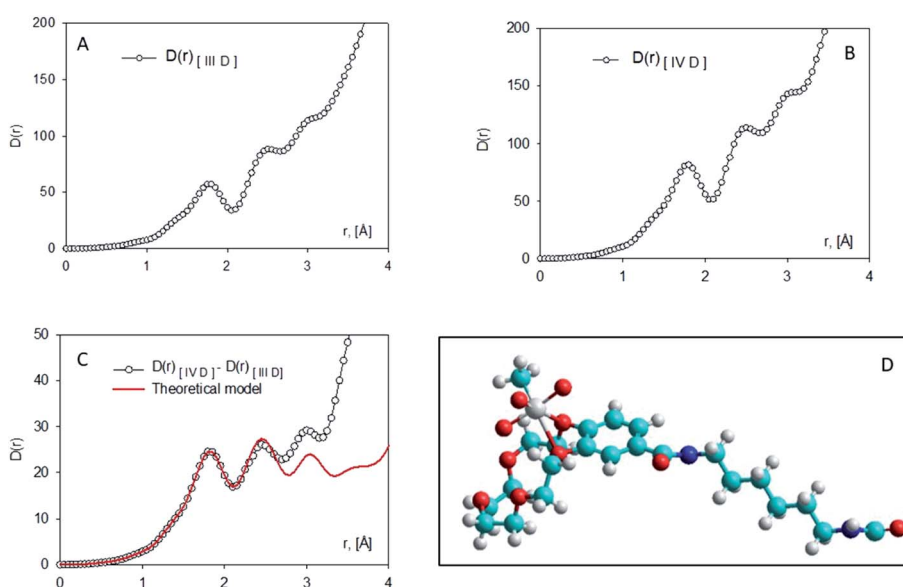 200
150
100
50
0
D(r)
A
D(r) [ III D ]
r, [Å]
0 1 2 3 4
200
150
100
50
0
D(r)
B
D(r) [ IV D ]
r, [Å]
0 1 2 3 4
50
40
30
20
10
0
D(r)
C
D(r) [ IV D ] - D(r) [ III D ]
Theoretical model
r, [Å]
0 1 2 3 4
D